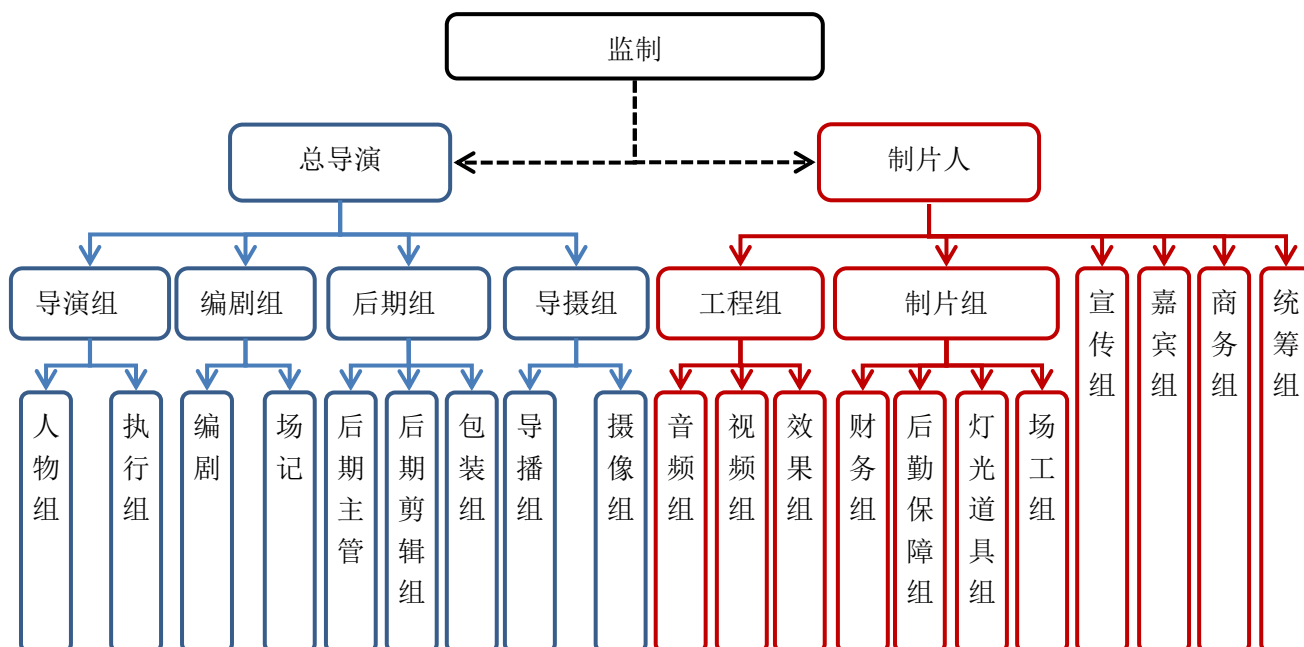 监制
总导演
制片人
导演组
编剧组
后期组
导摄组
工程组
制片组
宣传组
嘉宾组
商务组
统筹组
人物组
执行组
编剧
场记
后期主管
后期剪辑组
包装组
导播组
摄像组
音频组
视频组
效果组
财务组
后勤保障组
灯光道具组
场工组